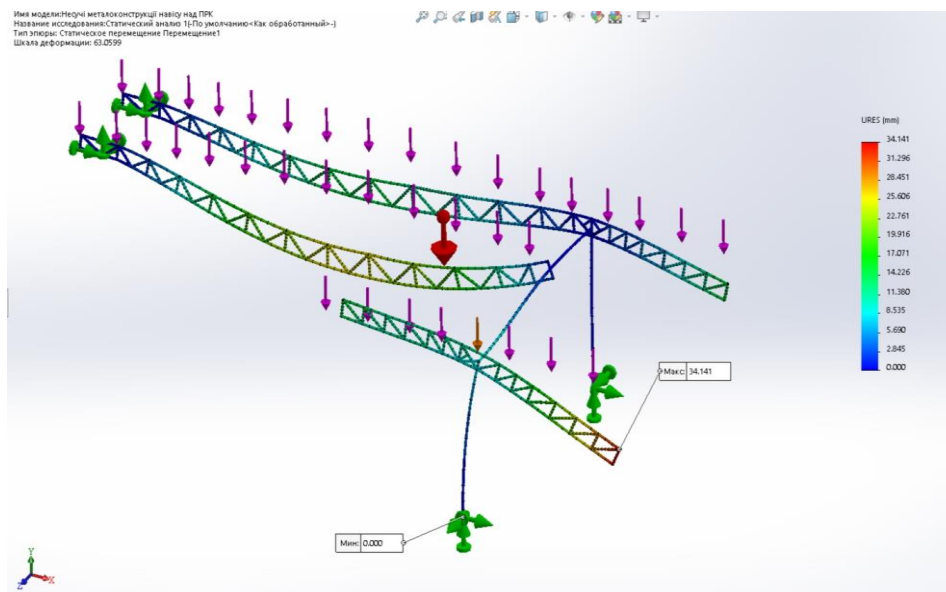 Имя модели:Несучі металоконструкції навісу над ПРК
Название исследования:Статический анализ 1(-По умолчанию<Как обработанный>-)
Тип эпюры: Статическое перемещение Перемещение1
Шкала деформации: 63.0599
URES (mm)
34.141
31.296
28.451
25.606
22.761
19.916
17.071
14.226
11.380
8.535
5.690
2.845
0.000
Макс: 34.141
Мин: 0.000
Y
Z
X